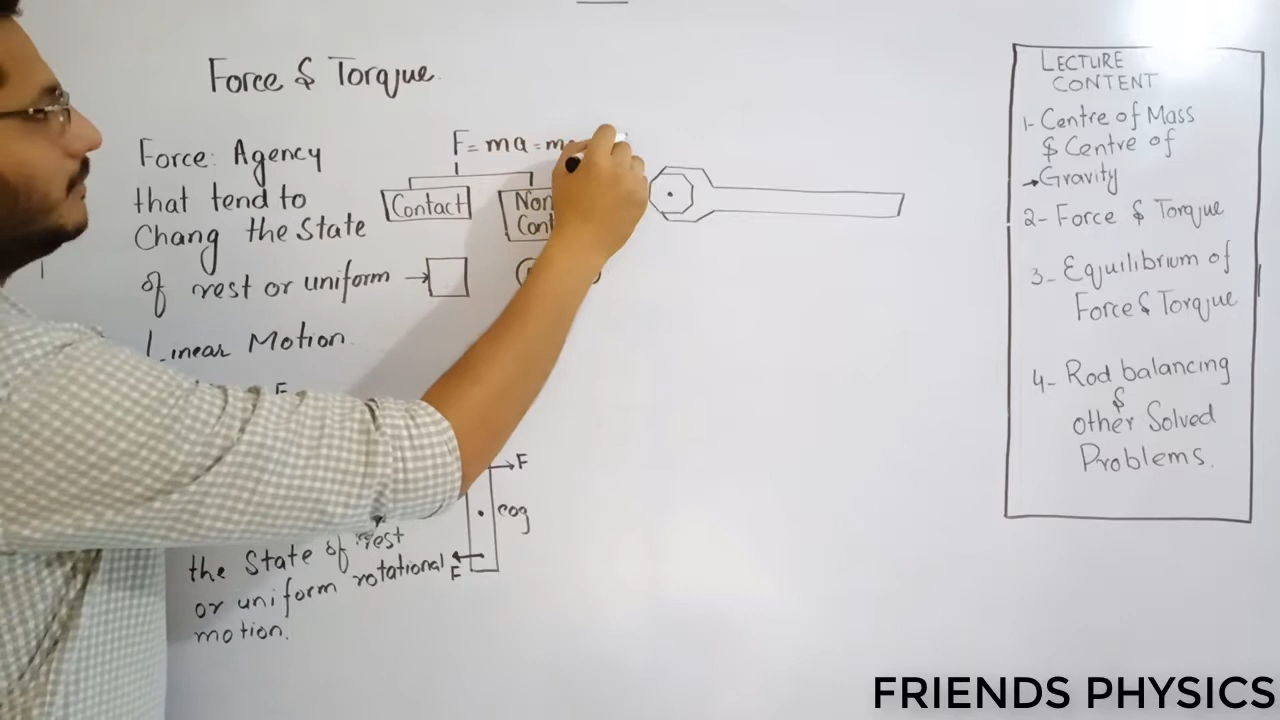 Force & Torque
Force: Agency
that tend to
Chang the State
of rest or uniform
Linear Motion.
F = ma = m
Contact
Non
Cont
F
F
cog
F
the State of rest
or uniform rotational
motion.
LECTURE
CONTENT
1- Centre of Mass
& Centre of
→Gravity
2- Force & Torque
3- Equilibrium of
Force & Torque
4- Rod balancing
&
other Solved
Problems.
FRIENDS PHYSICS